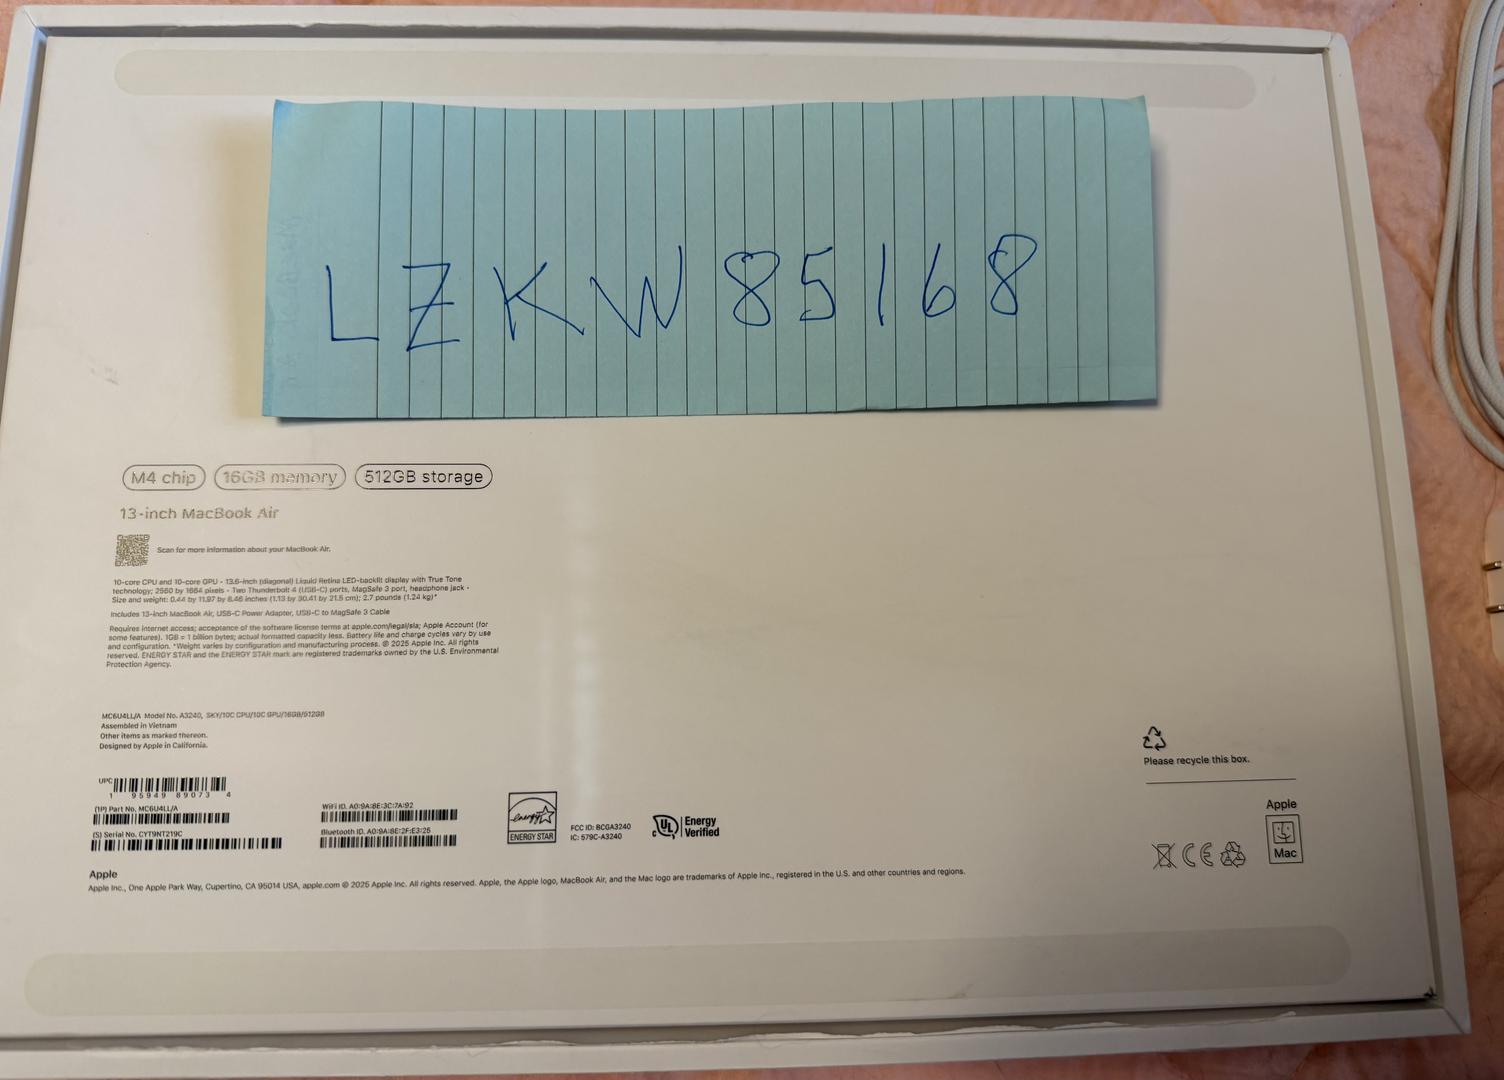 LZKW85168
M4 chip 16GB memory 512GB storage
13-inch MacBook Air
Scan for more information about your MacBook Air.
10-core CPU and 10-core GPU • 13.6-inch (diagonal) Liquid Retina LED-backlit display with True Tone
technology; 2560 by 1664 pixels • Two Thunderbolt 4 (USB-C) ports, MagSafe 3 port, headphone jack •
Size and weight: 0.44 by 11.97 by 8.46 inches (1.13 by 30.41 by 21.5 cm); 2.7 pounds (1.24 kg)*
Includes 13-inch MacBook Air, USB-C Power Adapter, USB-C to MagSafe 3 Cable
Requires internet access; acceptance of the software license terms at apple.com/legal/sla; Apple Account (for
some features). 1GB = 1 billion bytes; actual formatted capacity less. Battery life and charge cycles vary by use
and configuration. *Weight varies by configuration and manufacturing process. © 2025 Apple Inc. All rights
reserved. ENERGY STAR and the ENERGY STAR mark are registered trademarks owned by the U.S. Environmental
Protection Agency.
MC6U4LL/A Model No. A3240, SKY/10C CPU/10C GPU/16GB/512GB
Assembled in Vietnam
Other items as marked thereon.
Designed by Apple in California.
UPC
1 95949 89073 4
(1P) Part No. MC6U4LL/A
(S) Serial No. CYT9NT219C
WiFi ID. A0:9A:8E:3C:7A:92
Bluetooth ID. A0:9A:8E:2F:E3:25
energy
ENERGY STAR
FCC ID: BCGA3240
IC: 579C-A3240
c UL Energy
Verified
Please recycle this box.
Apple
CE
Mac
Apple
Apple Inc., One Apple Park Way, Cupertino, CA 95014 USA, apple.com © 2025 Apple Inc. All rights reserved. Apple, the Apple logo, MacBook Air, and the Mac logo are trademarks of Apple Inc., registered in the U.S. and other countries and regions.